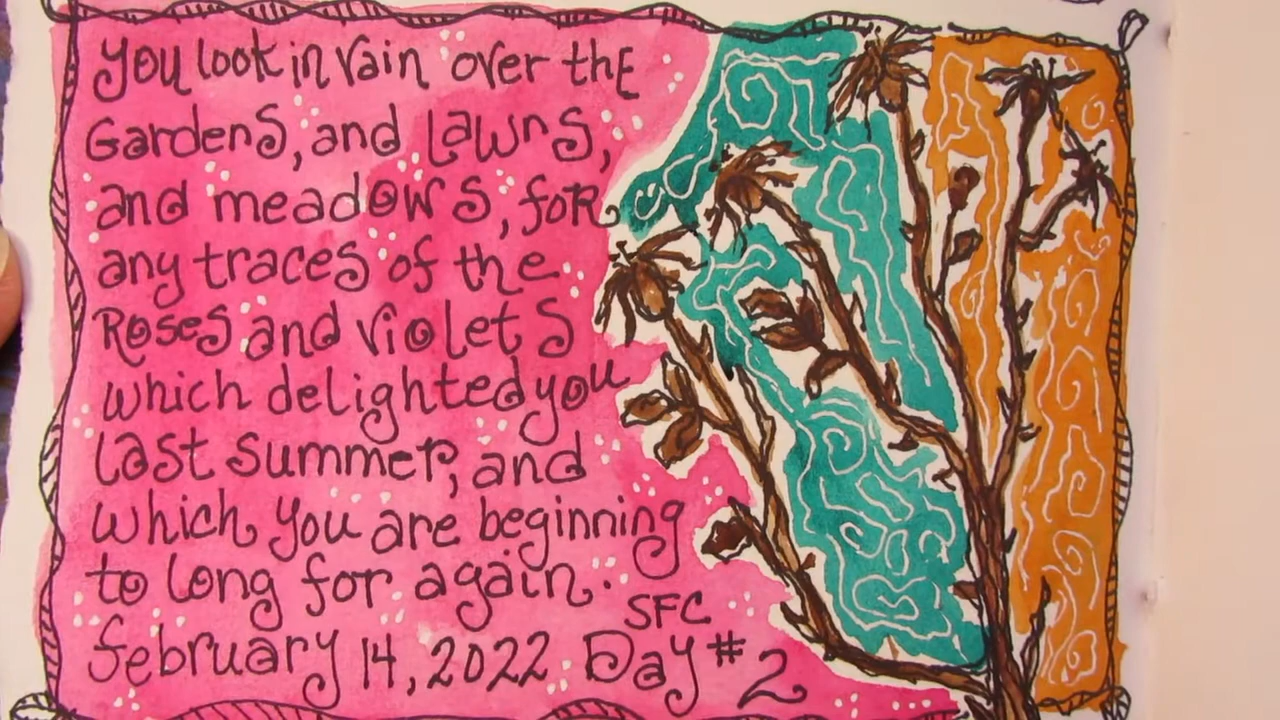 you look in vain over the
Gardens, and lawns,
and meadows, for
any traces of the
Roses and violets
which delighted you
last summer, and
which you are beginning
to long for again.
SFC
february 14, 2022 Day #2